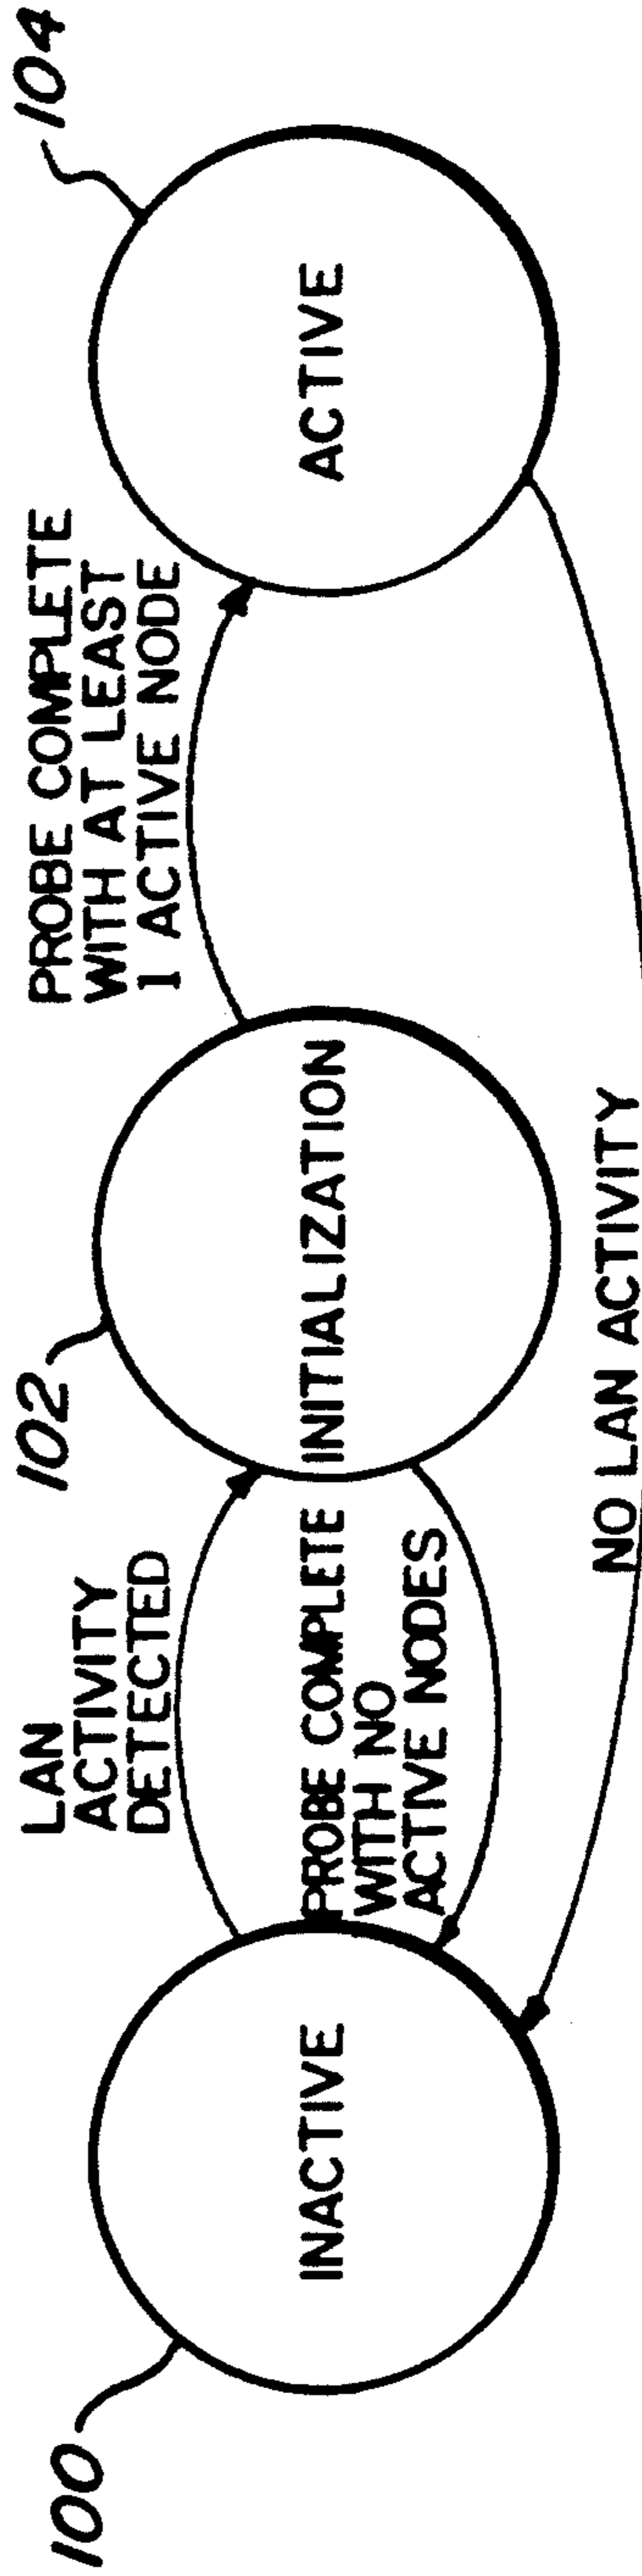 100
INACTIVE
LAN
ACTIVITY
DETECTED
PROBE COMPLETE
WITH NO
ACTIVE NODES
102
INITIALIZATION
NO LAN ACTIVITY
PROBE COMPLETE
WITH AT LEAST
1 ACTIVE NODE
104
ACTIVE